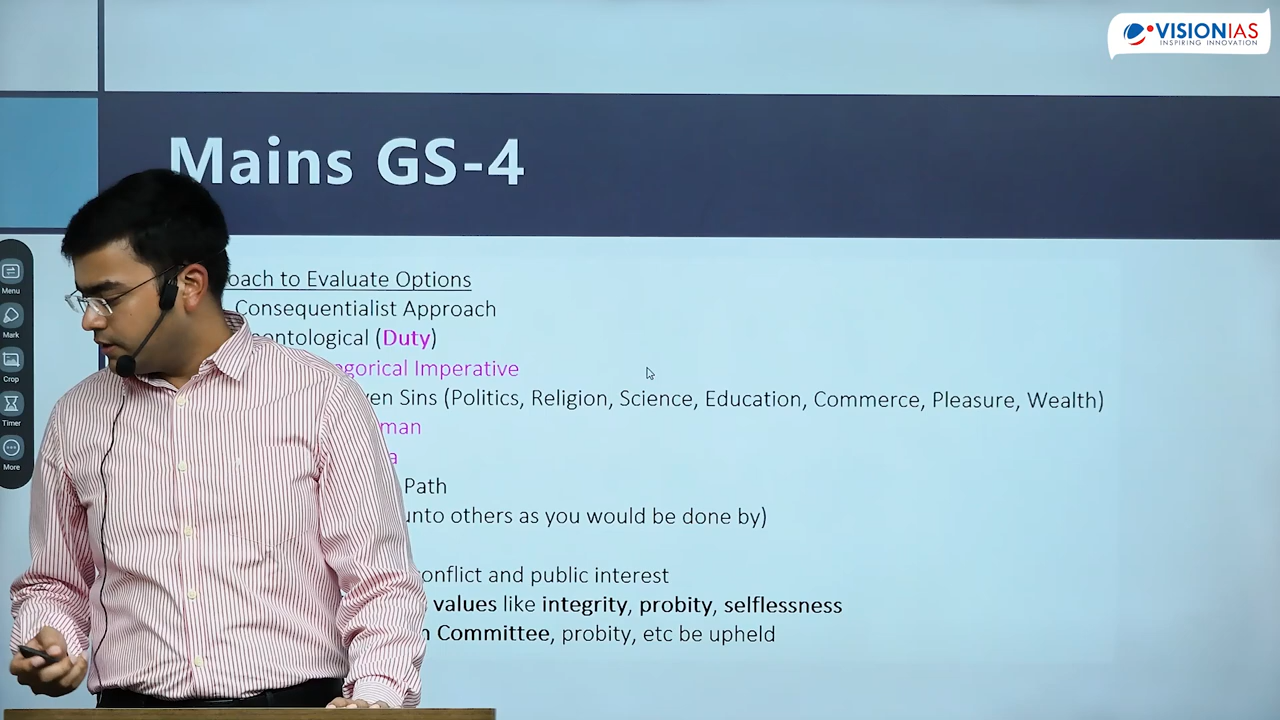 VISIONIAS
INSPIRING INNOVATION
Mains GS-4
Menu
Mark
Crop
Timer
More
oach to Evaluate Options
Consequentialist Approach
ontological (Duty)
egorical Imperative
ven Sins (Politics, Religion, Science, Education, Commerce, Pleasure, Wealth)
man
a
Path
unto others as you would be done by)
onflict and public interest
values like integrity, probity, selflessness
n Committee, probity, etc be upheld